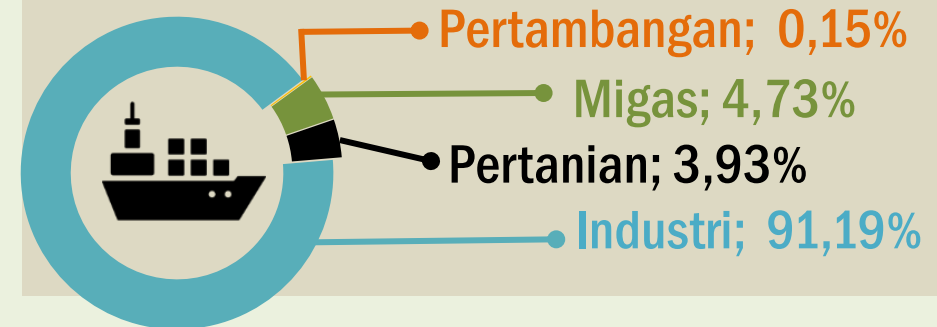 Pertambangan; 0,15%
Migas; 4,73%
Pertanian; 3,93%
Industri; 91,19%